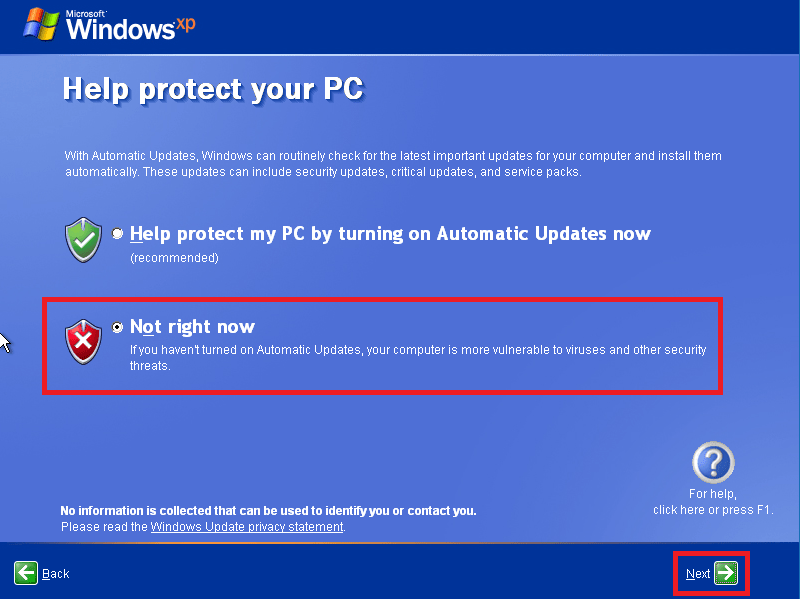 Microsoft
Windows xp
Help protect your PC
With Automatic Updates, Windows can routinely check for the latest important updates for your computer and install them
automatically. These updates can include security updates, critical updates, and service packs.
Help protect my PC by turning on Automatic Updates now
(recommended)
Not right now
If you haven't turned on Automatic Updates, your computer is more vulnerable to viruses and other security
threats.
For help,
click here or press F1.
No information is collected that can be used to identify you or contact you.
Please read the Windows Update privacy statement.
Back
Next